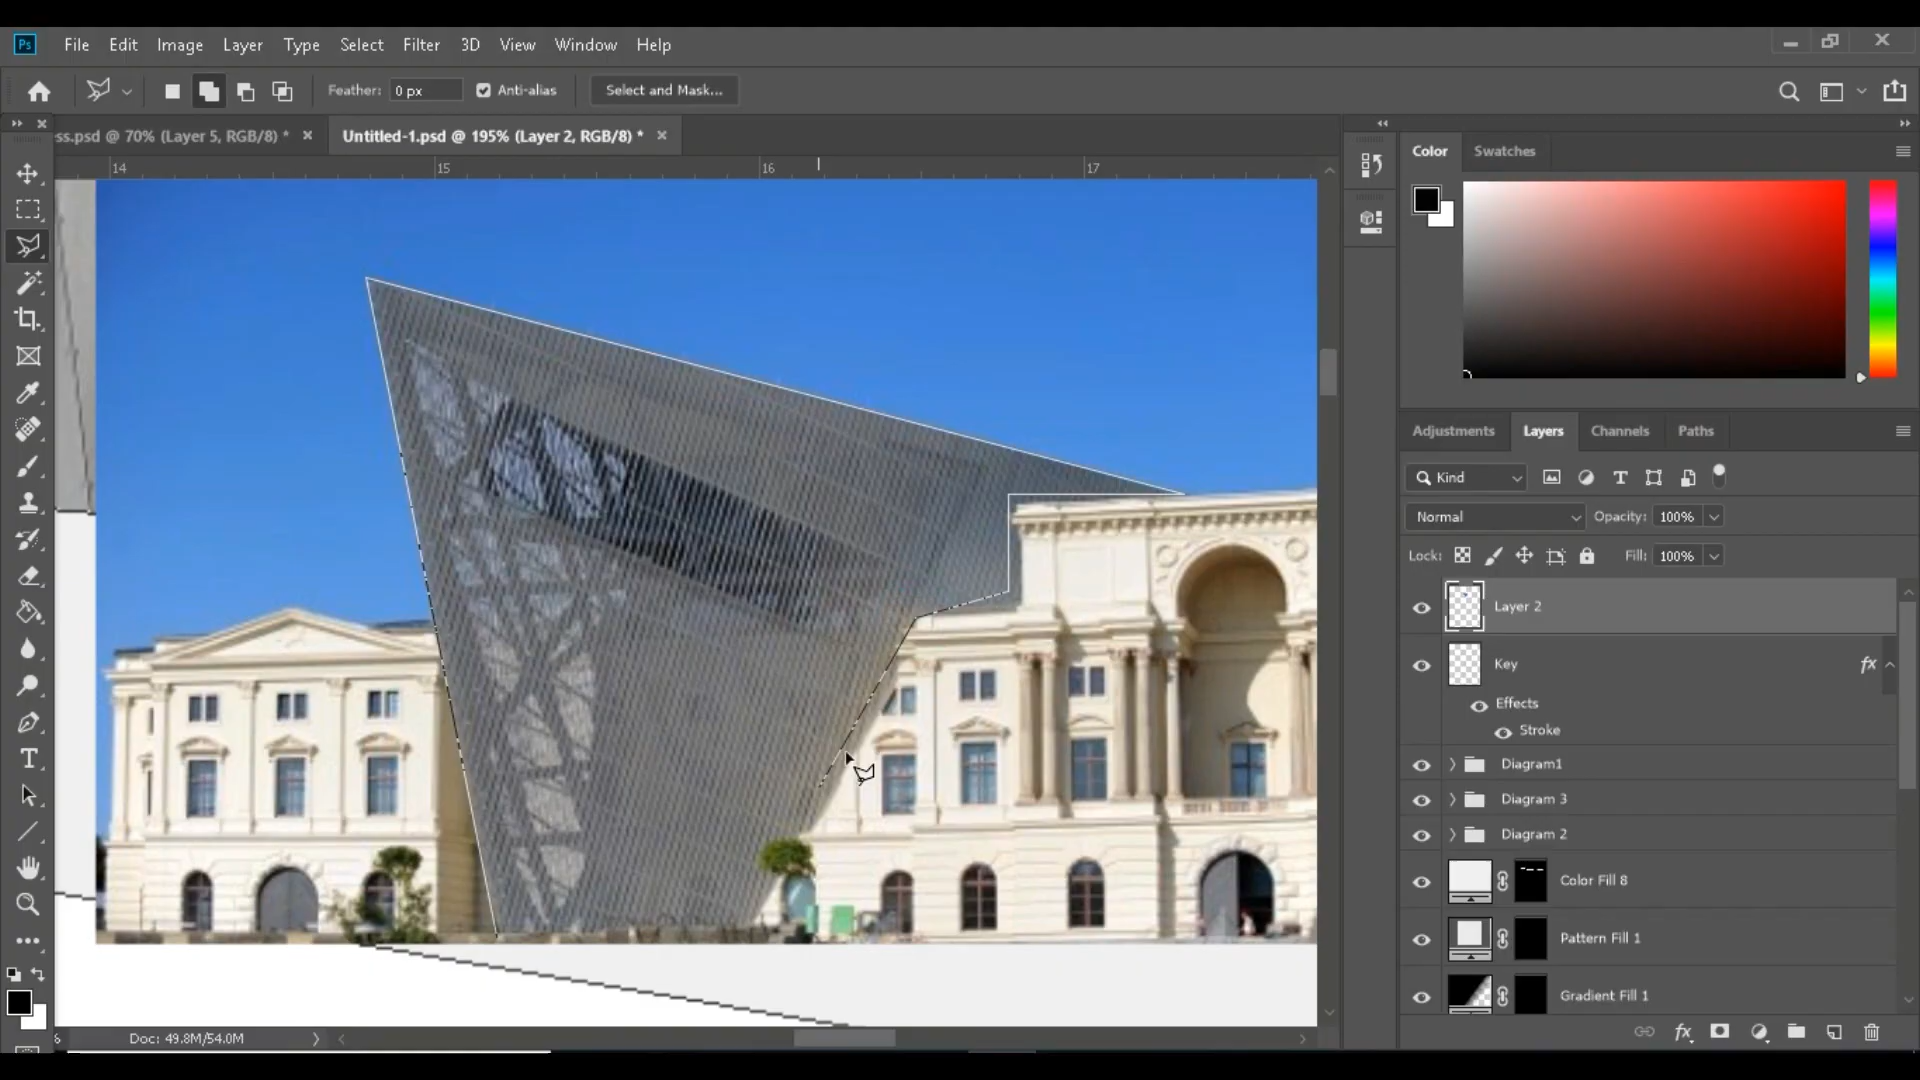 Ps File Edit Image Layer Type Select Filter 3D View Window Help
Feather: 0 px Anti-alias Select and Mask...
ss.psd @ 70% (Layer 5, RGB/8) * Untitled-1.psd @ 195% (Layer 2, RGB/8) *
14 15 16 17
Color Swatches
Adjustments Layers Channels Paths
Kind
Normal Opacity: 100%
Lock: Fill: 100%
Layer 2
Key fx
Effects
Stroke
Diagram1
Diagram 3
Diagram 2
Color Fill 8
Pattern Fill 1
Gradient Fill 1
Doc: 49.8M/54.0M
fx